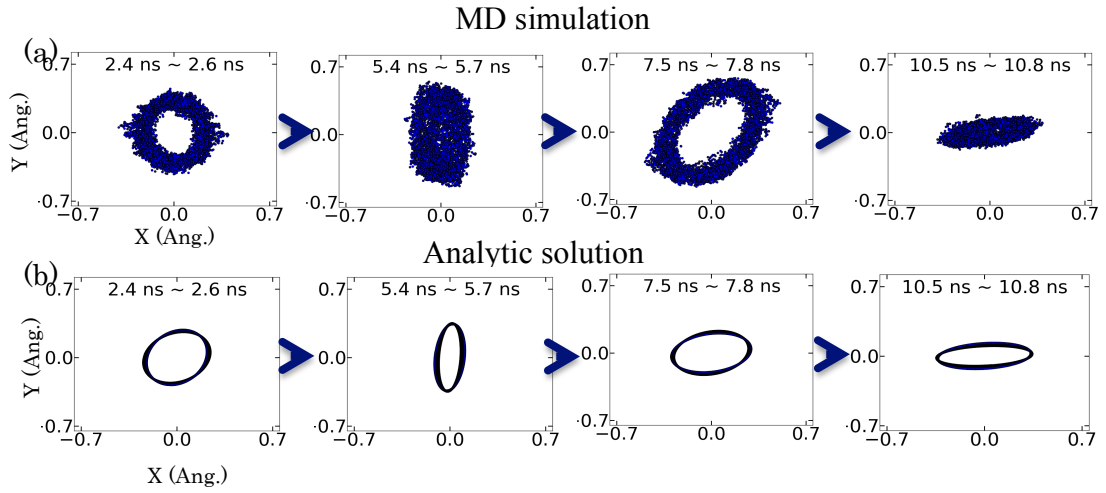 MD simulation
(a)
2.4 ns ~ 2.6 ns
5.4 ns ~ 5.7 ns
7.5 ns ~ 7.8 ns
10.5 ns ~ 10.8 ns
0.7
0.0
-0.7
Y (Ang.)
0.7
0.0
-0.7
0.7
0.0
-0.7
0.7
0.0
-0.7
−0.7 0.0 0.7
−0.7 0.0 0.7
−0.7 0.0 0.7
−0.7 0.0 0.7
X (Ang.)
Analytic solution
(b)
2.4 ns ~ 2.6 ns
5.4 ns ~ 5.7 ns
7.5 ns ~ 7.8 ns
10.5 ns ~ 10.8 ns
0.7
0.0
·0.7
Y (Ang.)
0.7
0.0
·0.7
0.7
0.0
·0.7
0.7
0.0
·0.7
−0.7 0.0 0.7
−0.7 0.0 0.7
−0.7 0.0 0.7
−0.7 0.0 0.7
X (Ang.)